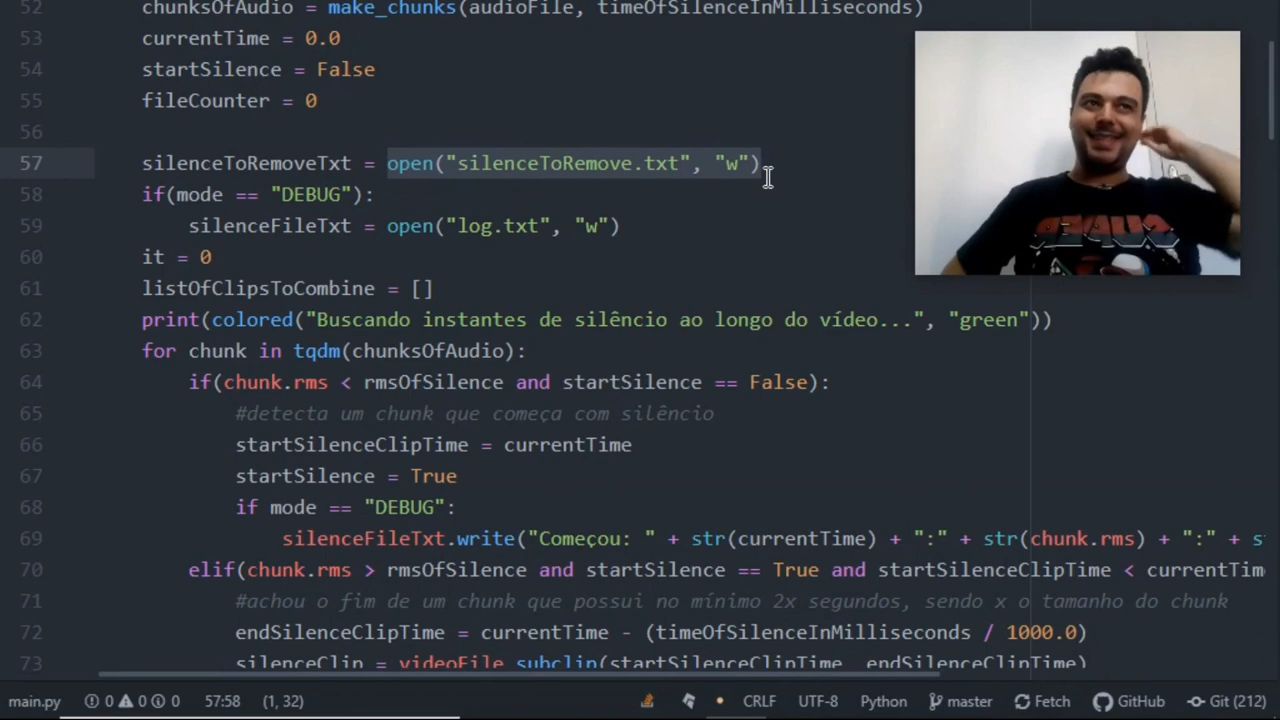 52 chunksOfAudio = make_chunks(audioFile, timeOfSilenceInMilliseconds)
53 currentTime = 0.0
54 startSilence = False
55 fileCounter = 0
56
57 silenceToRemoveTxt = open("silenceToRemove.txt", "w")
58 if(mode == "DEBUG"):
59 silenceFileTxt = open("log.txt", "w")
60 it = 0
61 listOfClipsToCombine = []
62 print(colored("Buscando instantes de silêncio ao longo do vídeo...", "green"))
63 for chunk in tqdm(chunksOfAudio):
64 if(chunk.rms < rmsOfSilence and startSilence == False):
65 #detecta um chunk que começa com silêncio
66 startSilenceClipTime = currentTime
67 startSilence = True
68 if mode == "DEBUG":
69 silenceFileTxt.write("Começou: " + str(currentTime) + ":" + str(chunk.rms) + ":" + s
70 elif(chunk.rms > rmsOfSilence and startSilence == True and startSilenceClipTime < currentTim
71 #achou o fim de um chunk que possui no mínimo 2x segundos, sendo x o tamanho do chunk
72 endSilenceClipTime = currentTime - (timeOfSilenceInMilliseconds / 1000.0)
73 silenceClip = videoFile.subclip(startSilenceClipTime, endSilenceClipTime)
main.py 0 0 0 57:58 (1, 32) CRLF UTF-8 Python master Fetch GitHub Git (212)